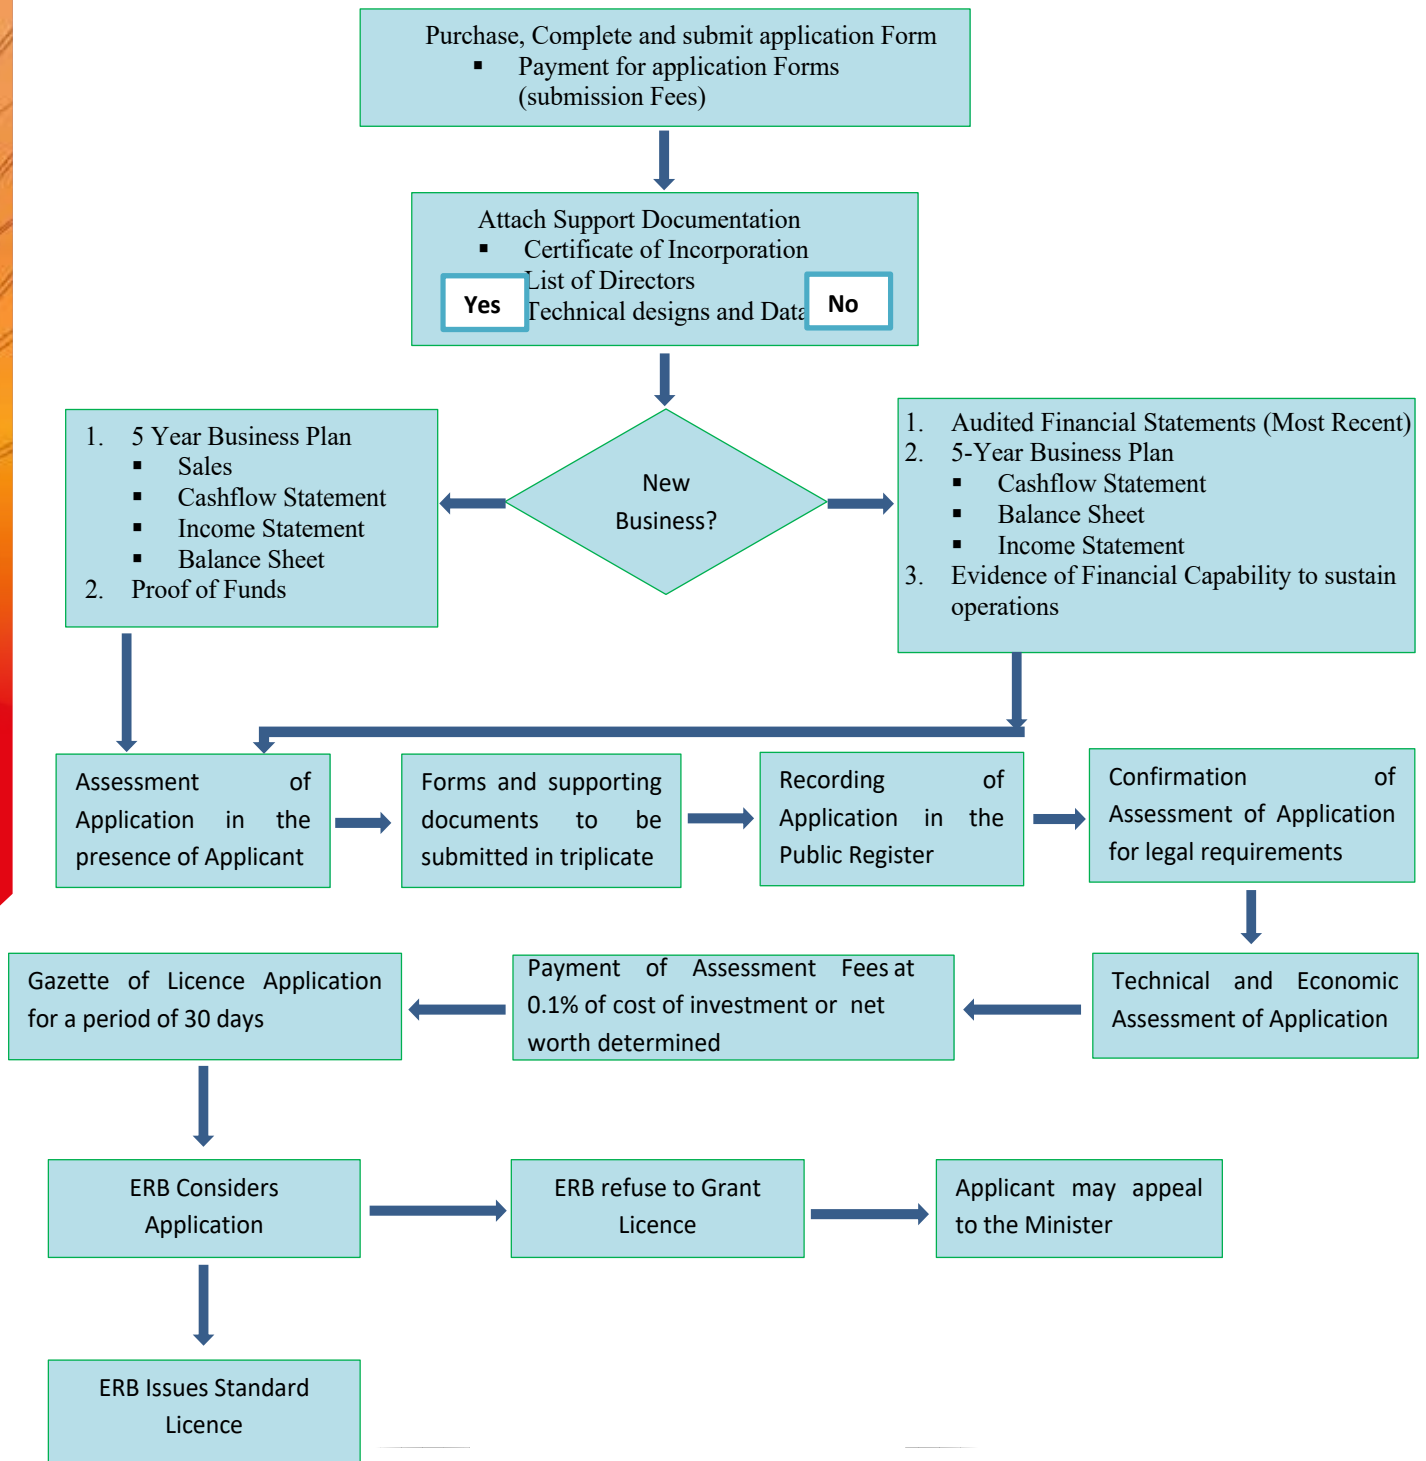 Purchase, Complete and submit application Form
▪ Payment for application Forms
(submission Fees)
Attach Support Documentation
▪ Certificate of Incorporation
List of Directors
Technical designs and Data
Yes
No
New
Business?
1. 5 Year Business Plan
▪ Sales
▪ Cashflow Statement
▪ Income Statement
▪ Balance Sheet
2. Proof of Funds
1. Audited Financial Statements (Most Recent)
2. 5-Year Business Plan
▪ Cashflow Statement
▪ Balance Sheet
▪ Income Statement
3. Evidence of Financial Capability to sustain
operations
Assessment of
Application in the
presence of Applicant
Forms and supporting
documents to be
submitted in triplicate
Recording of
Application in the
Public Register
Confirmation of
Assessment of Application
for legal requirements
Technical and Economic
Assessment of Application
Payment of Assessment Fees at
0.1% of cost of investment or net
worth determined
Gazette of Licence Application
for a period of 30 days
ERB Considers
Application
ERB refuse to Grant
Licence
Applicant may appeal
to the Minister
ERB Issues Standard
Licence